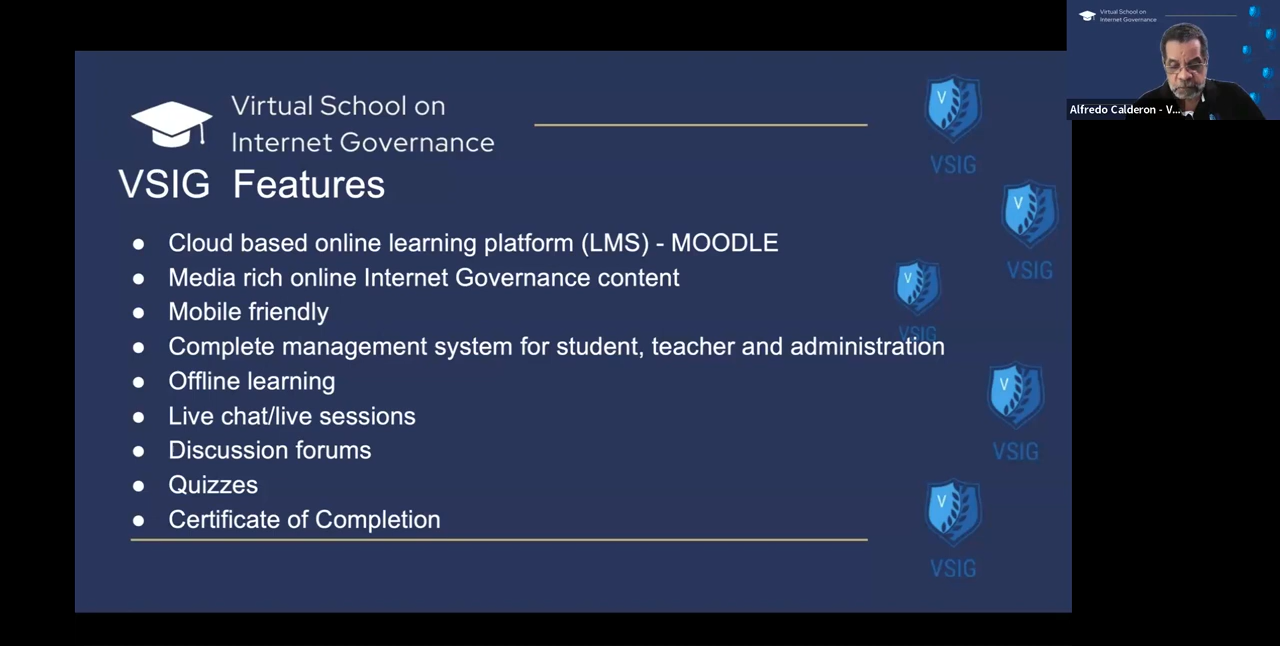 Virtual School on
Internet Governance
VSIG Features
● Cloud based online learning platform (LMS) - MOODLE
● Media rich online Internet Governance content
● Mobile friendly
● Complete management system for student, teacher and administration
● Offline learning
● Live chat/live sessions
● Discussion forums
● Quizzes
● Certificate of Completion
V
VSIG
V
VSIG
V
VSIG
V
VSIG
V
VSIG
Virtual School on
Internet Governance
Alfredo Calderon - V...